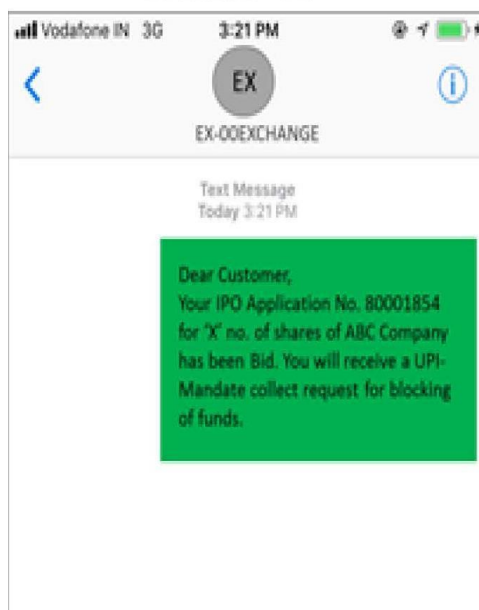 Vodafone IN 3G 3:21 PM
EX
EX-OOEXCHANGE
Text Message
Today 3:21 PM
Dear Customer,
Your IPO Application No. 80001854
for 'X' no. of shares of ABC Company
has been Bid. You will receive a UPI-
Mandate collect request for blocking
of funds.